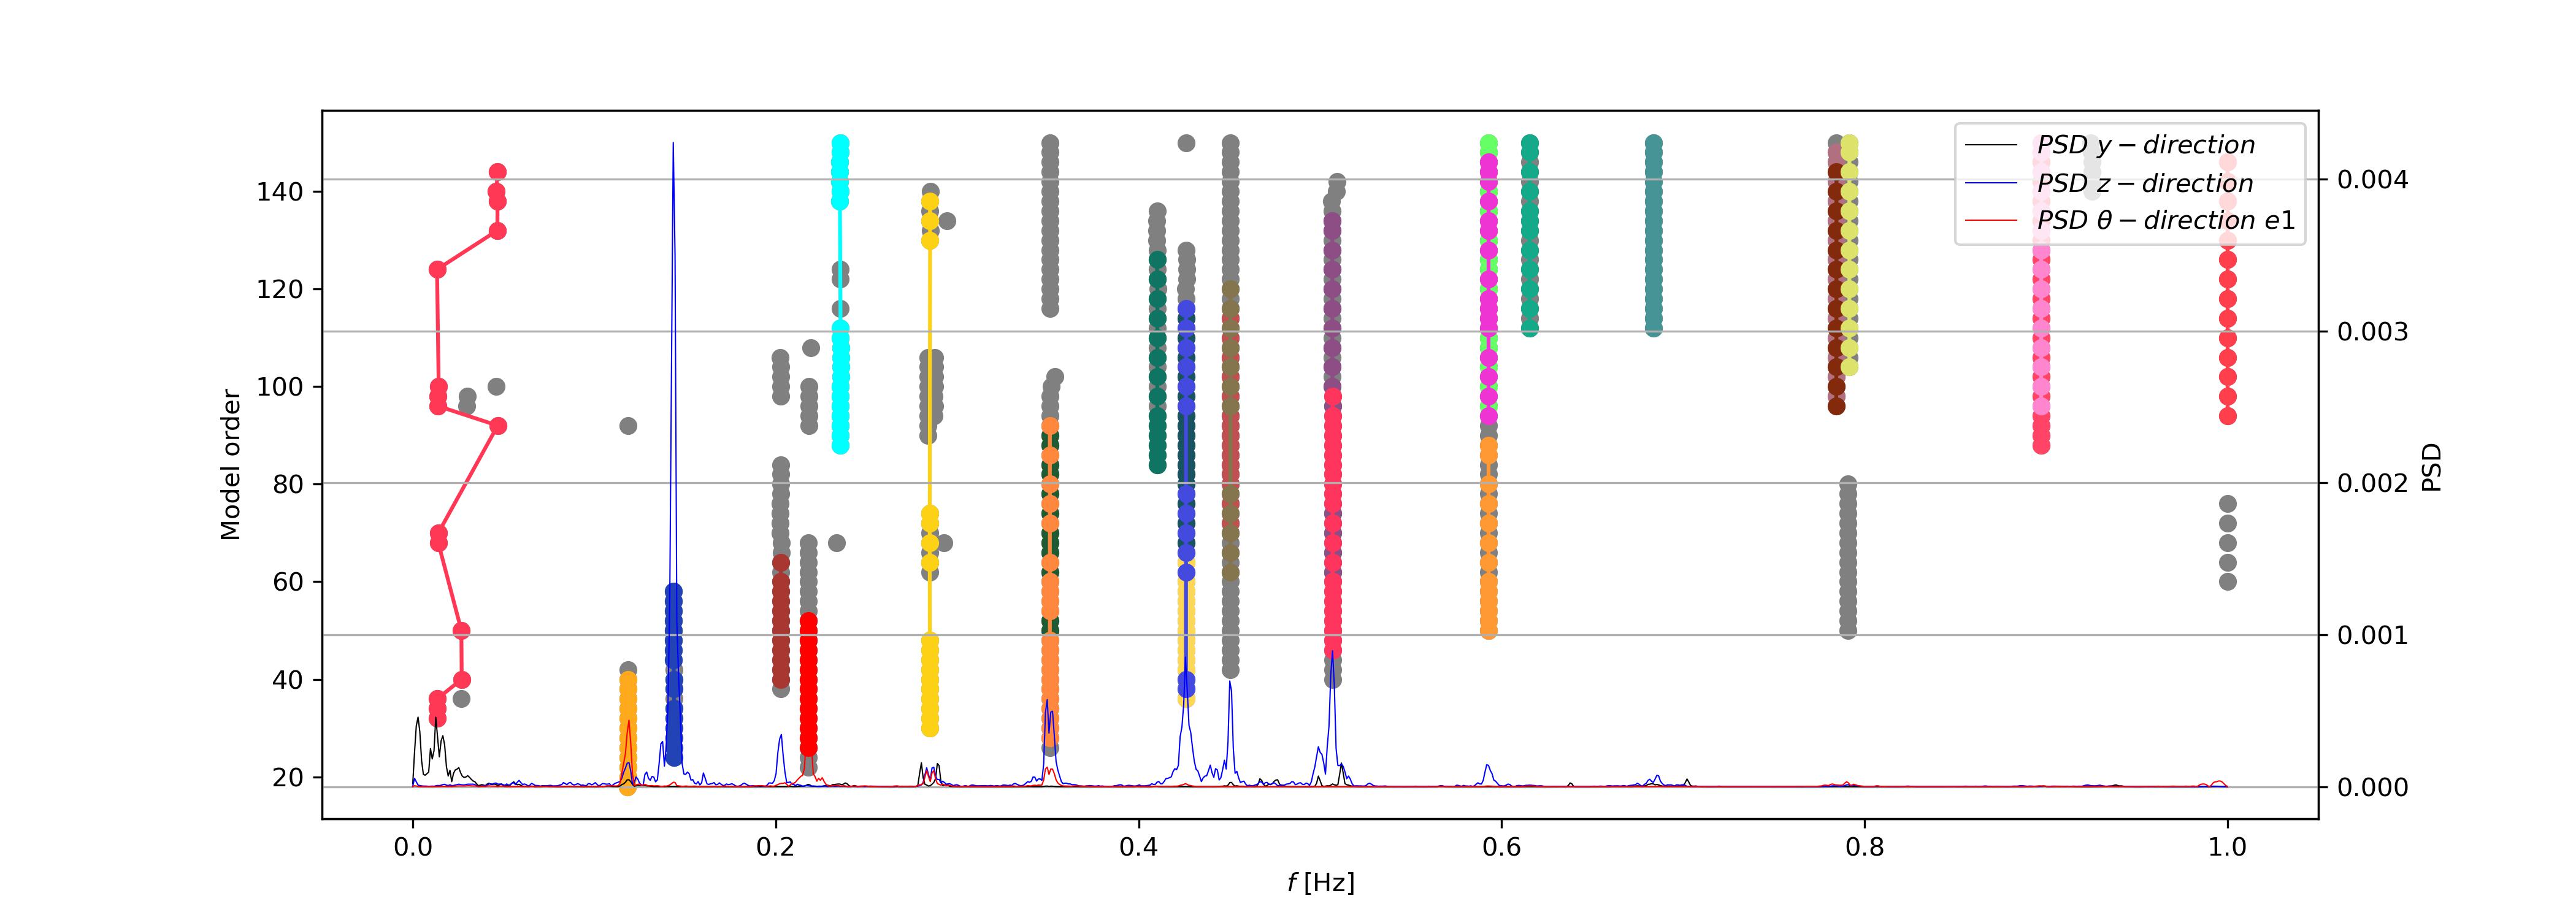 PSD y − direction
PSD z − direction
PSD θ − direction e1
Model order
140
120
100
80
60
40
20
0.004
0.003
0.002
0.001
0.000
PSD
0.0 0.2 0.4 0.6 0.8 1.0
f [Hz]